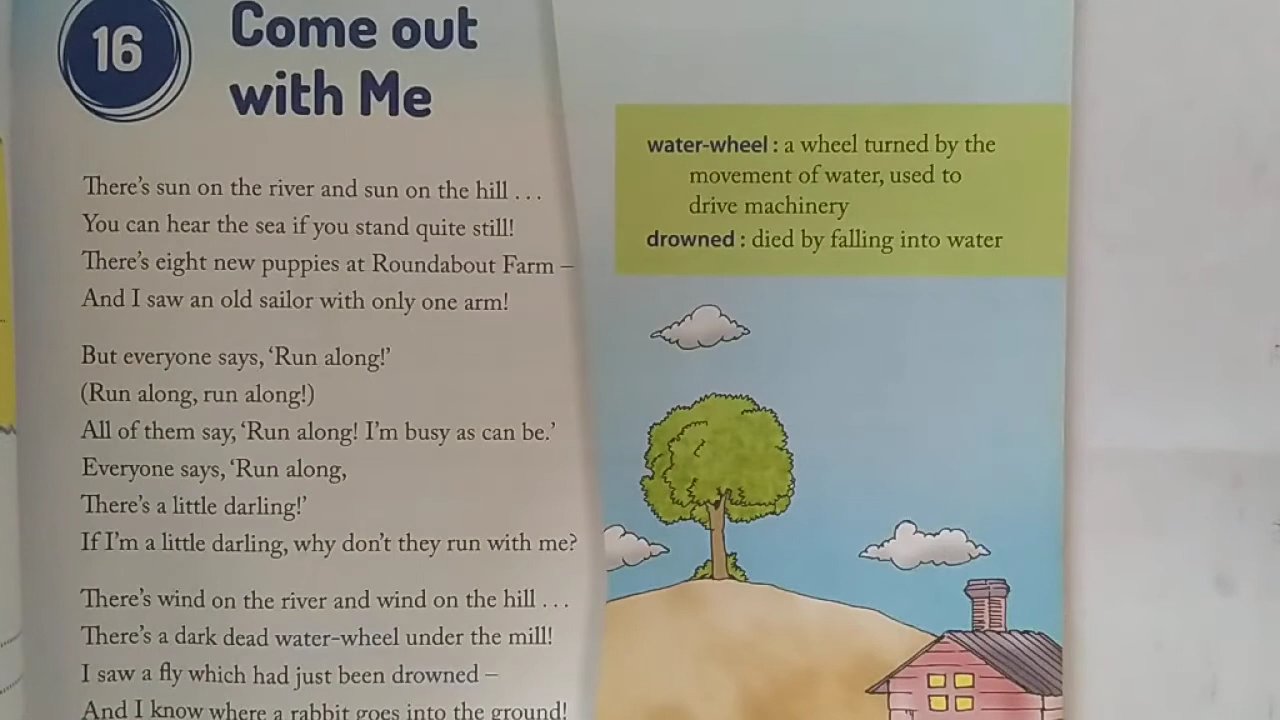 16
Come out
with Me
There's sun on the river and sun on the hill . . .
You can hear the sea if you stand quite still!
There's eight new puppies at Roundabout Farm –
And I saw an old sailor with only one arm!
But everyone says, 'Run along!'
(Run along, run along!)
All of them say, 'Run along! I'm busy as can be.'
Everyone says, 'Run along,
There's a little darling!'
If I'm a little darling, why don't they run with me?
There's wind on the river and wind on the hill . . .
There's a dark dead water-wheel under the mill!
I saw a fly which had just been drowned –
And I know where a rabbit goes into the ground!
water-wheel : a wheel turned by the
movement of water, used to
drive machinery
drowned : died by falling into water